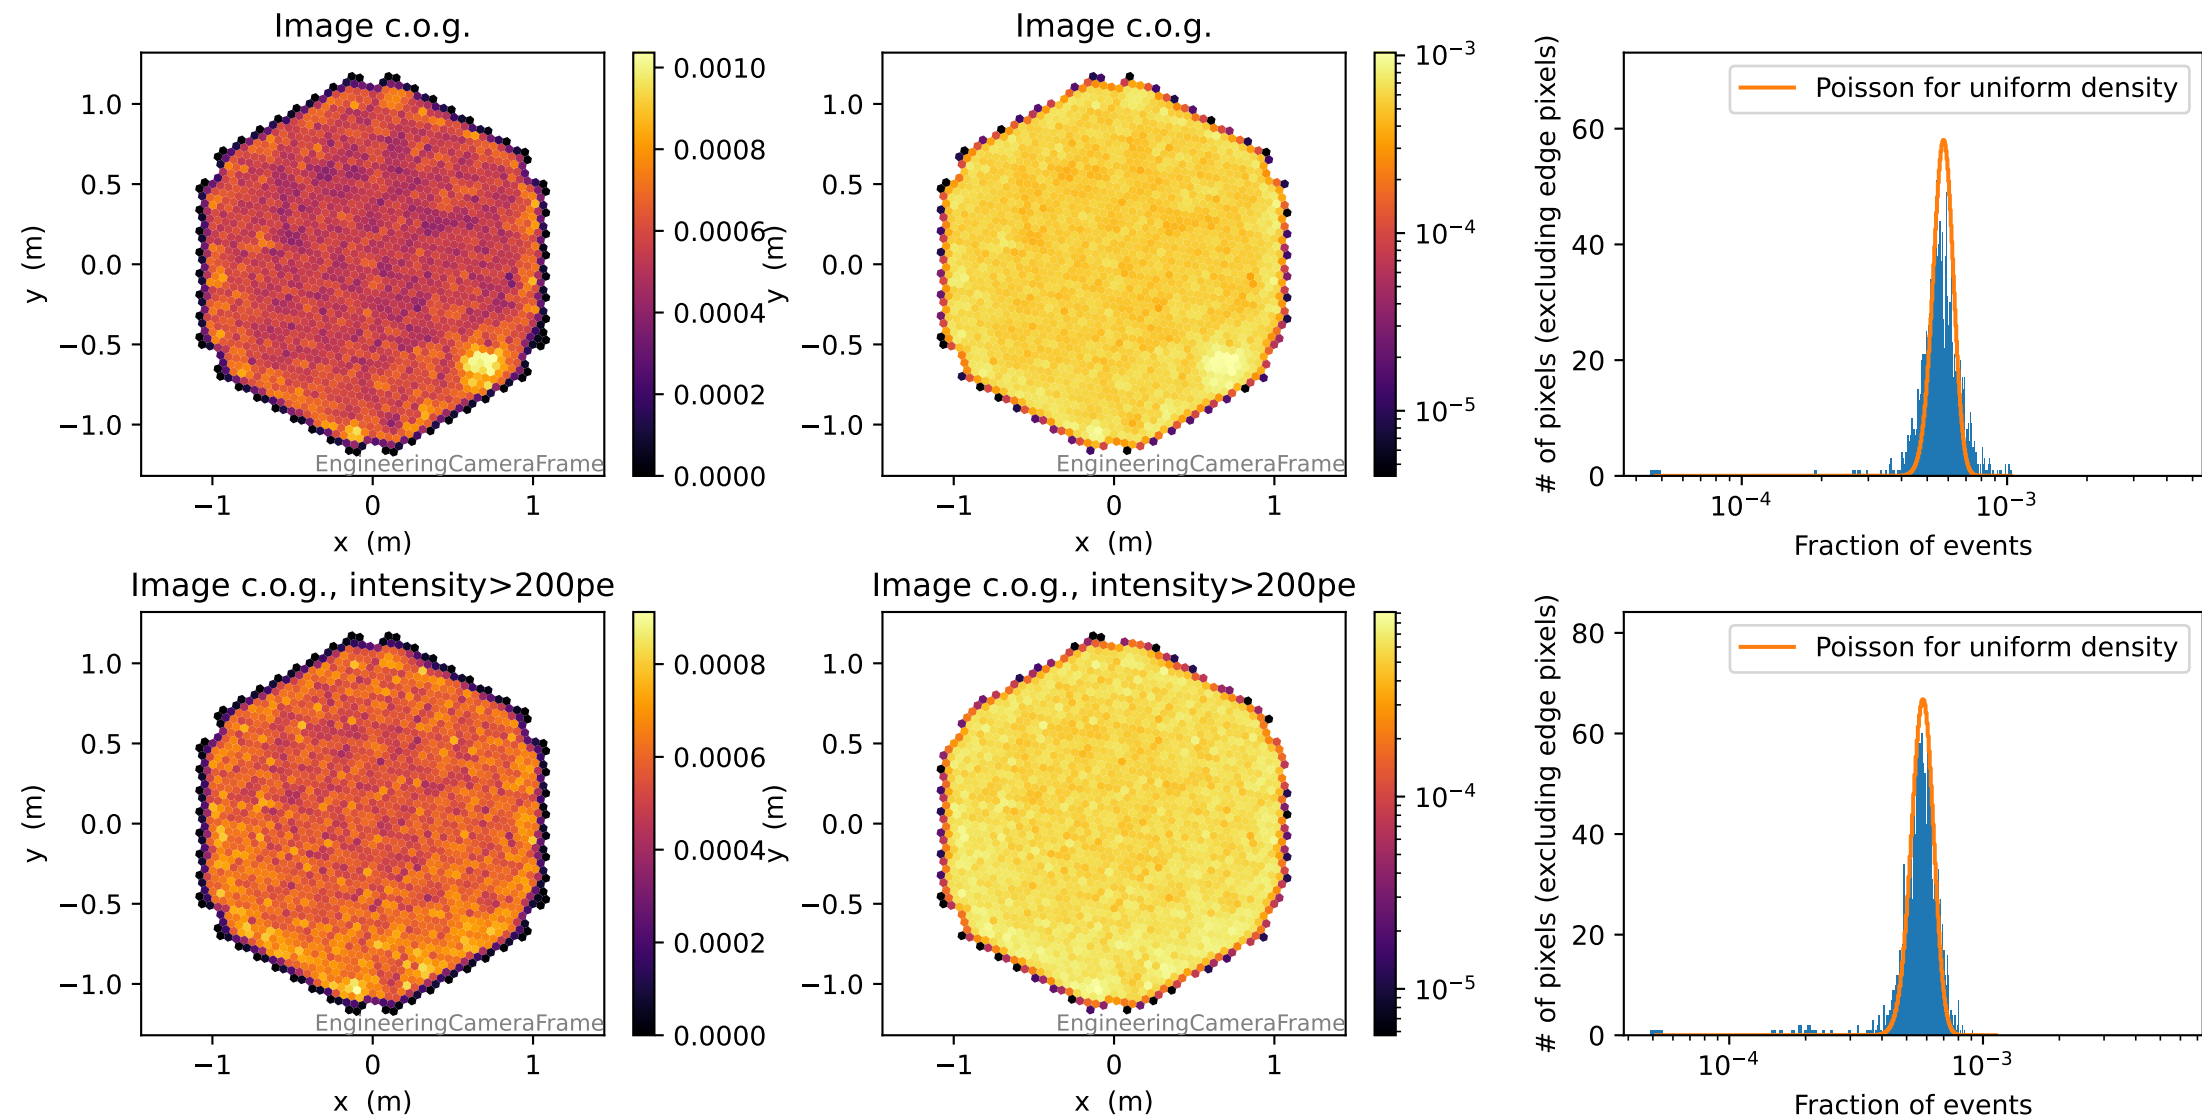 Image c.o.g.
1.0
0.5
0.0
−0.5
−1.0
y (m)
−1
0
1
x (m)
EngineeringCameraFrame
0.0010
0.0008
0.0006
0.0004
0.0002
0.0000
Image c.o.g.
1.0
0.5
0.0
−0.5
−1.0
y (m)
−1
0
1
x (m)
EngineeringCameraFrame
10−3
10−4
10−5
Poisson for uniform density
60
40
20
0
# of pixels (excluding edge pixels)
10−4
10−3
Fraction of events
Image c.o.g., intensity>200pe
1.0
0.5
0.0
−0.5
−1.0
y (m)
−1
0
1
x (m)
EngineeringCameraFrame
0.0008
0.0006
0.0004
0.0002
0.0000
Image c.o.g., intensity>200pe
1.0
0.5
0.0
−0.5
−1.0
y (m)
−1
0
1
x (m)
EngineeringCameraFrame
10−4
10−5
Poisson for uniform density
80
60
40
20
0
# of pixels (excluding edge pixels)
10−4
10−3
Fraction of events